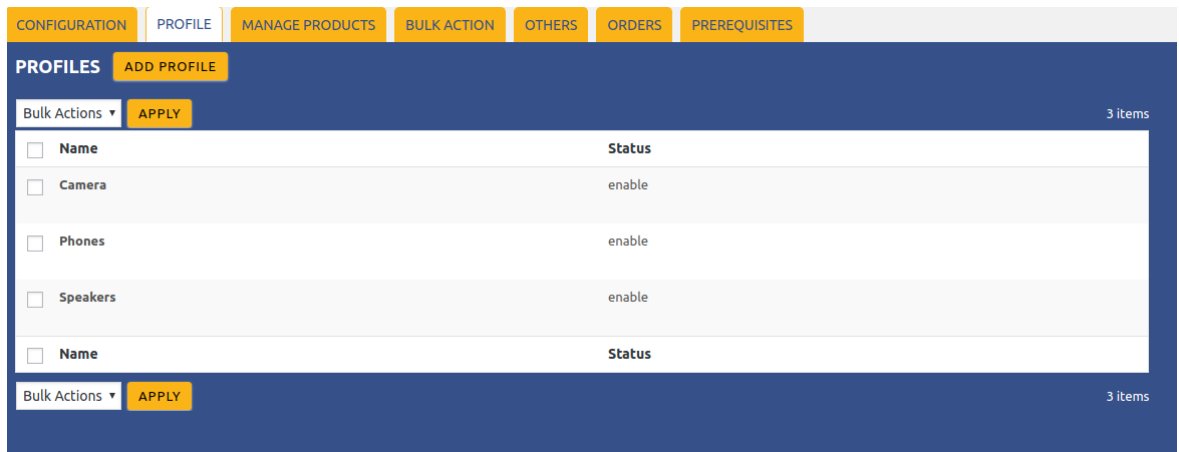 CONFIGURATION PROFILE MANAGE PRODUCTS BULK ACTION OTHERS ORDERS PREREQUISITES
PROFILES ADD PROFILE
Bulk Actions APPLY 3 items
Name Status
Camera enable
Phones enable
Speakers enable
Name Status
Bulk Actions APPLY 3 items